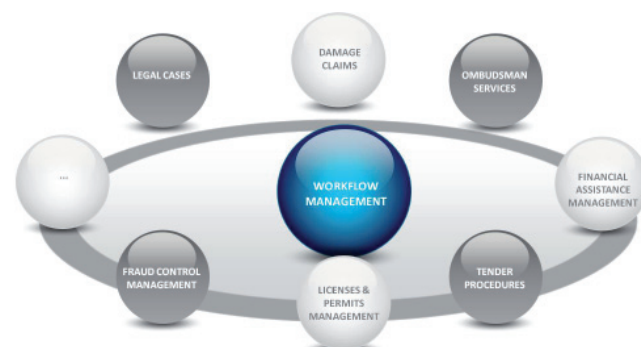 DAMAGE
CLAIMS
LEGAL CASES
OMBUDSMAN
SERVICES
...
WORKFLOW
MANAGEMENT
FINANCIAL
ASSISTANCE
MANAGEMENT
FRAUD CONTROL
MANAGEMENT
LICENSES &
PERMITS
MANAGEMENT
TENDER
PROCEDURES